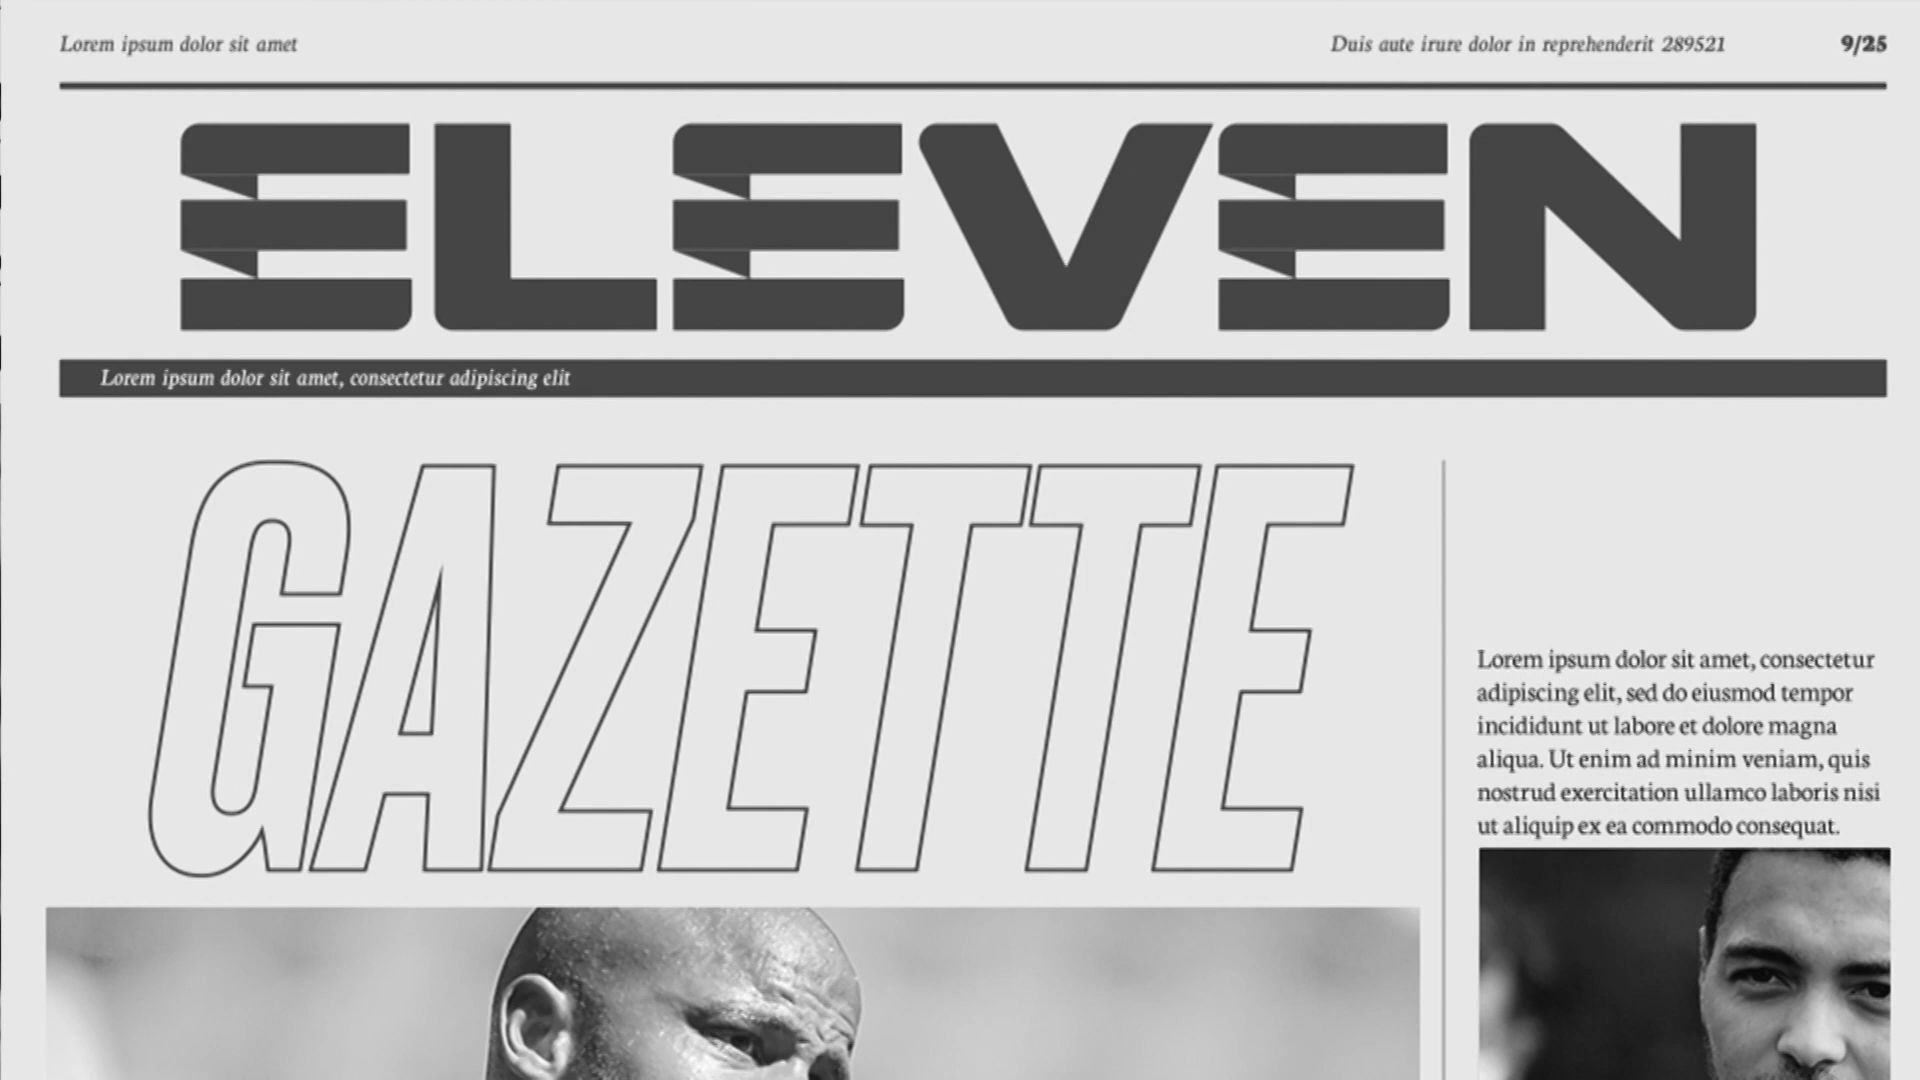 Lorem ipsum dolor sit amet
Duis aute irure dolor in reprehenderit 289521
9/25
ELEVEN
Lorem ipsum dolor sit amet, consectetur adipiscing elit
GAZETTE
Lorem ipsum dolor sit amet, consectetur
adipiscing elit, sed do eiusmod tempor
incididunt ut labore et dolore magna
aliqua. Ut enim ad minim veniam, quis
nostrud exercitation ullamco laboris nisi
ut aliquip ex ea commodo consequat.